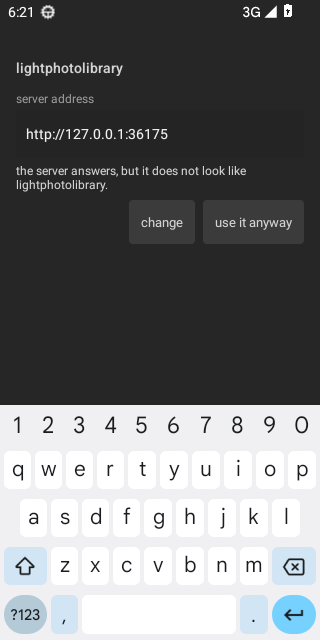 6:21
3G
lightphotolibrary
server address
http://127.0.0.1:36175
the server answers, but it does not look like
lightphotolibrary.
change
use it anyway
1 2 3 4 5 6 7 8 9 0
q w e r t y u i o p
a s d f g h j k l
z x c v b n m
?123 , .